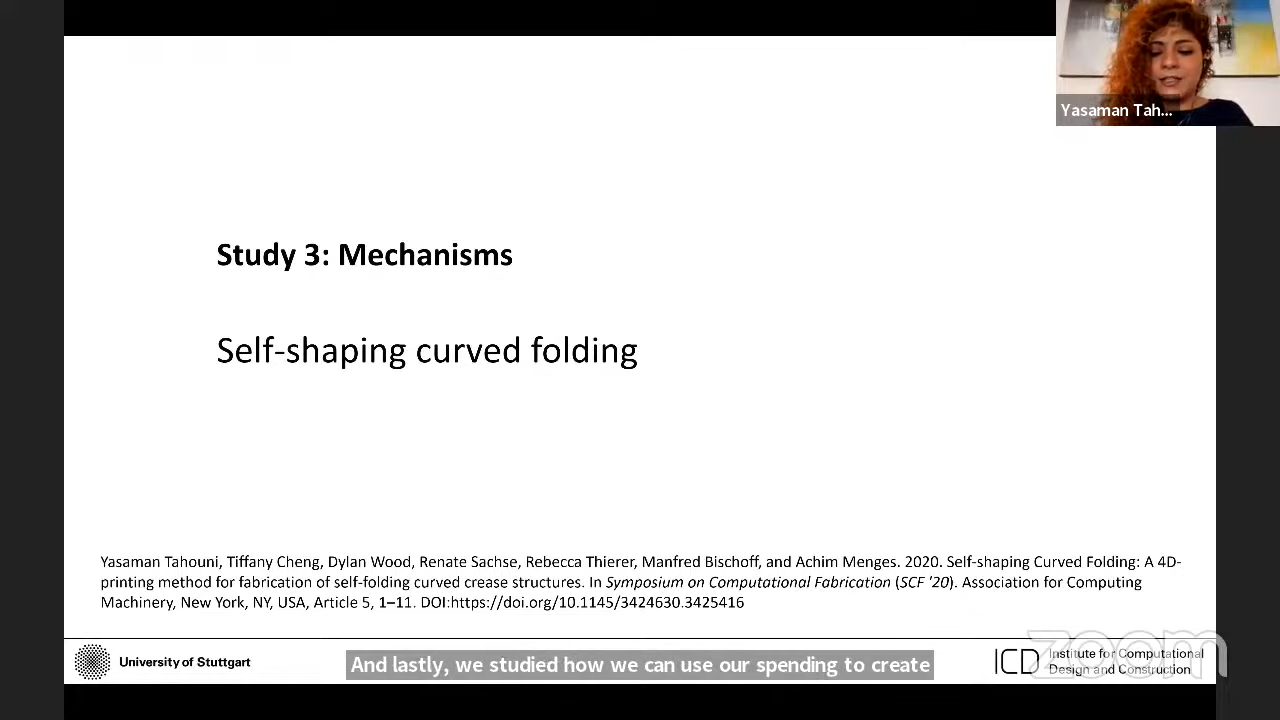 Yasaman Tah...
Study 3: Mechanisms
Self-shaping curved folding
Yasaman Tahouni, Tiffany Cheng, Dylan Wood, Renate Sachse, Rebecca Thierer, Manfred Bischoff, and Achim Menges. 2020. Self-shaping Curved Folding: A 4D-
printing method for fabrication of self-folding curved crease structures. In Symposium on Computational Fabrication (SCF '20). Association for Computing
Machinery, New York, NY, USA, Article 5, 1–11. DOI:https://doi.org/10.1145/3424630.3425416
University of Stuttgart
And lastly, we studied how we can use our spending to create
ICD
Institute for Computational
Design and Construction
zoom